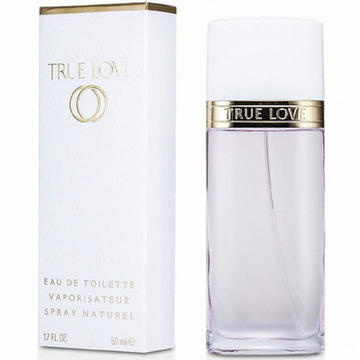 TRUE LOVE
EAU DE TOILETTE
VAPORISATEUR
SPRAY NATUREL
1.7 FL.OZ. 50 ml ℮
TRUE LOVE